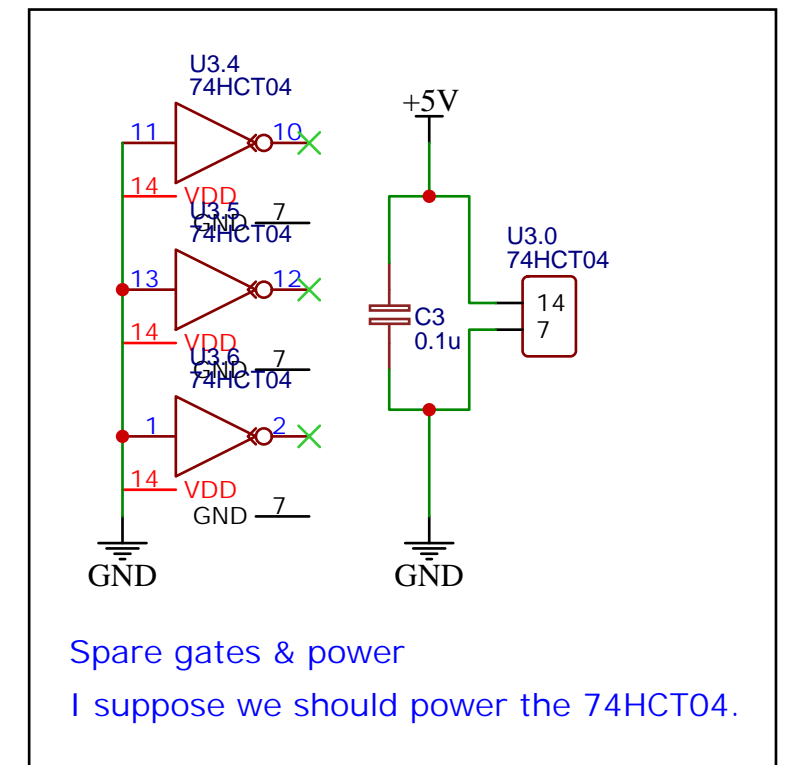 U3.4
74HCT04
11
10
14
VDD
7
GND
U3.5
74HCT04
13
12
14
VDD
7
GND
U3.6
74HCT04
1
2
14
VDD
GND
7
GND
+5V
C3
0.1u
U3.0
74HCT04
14
7
GND
Spare gates & power
I suppose we should power the 74HCT04.